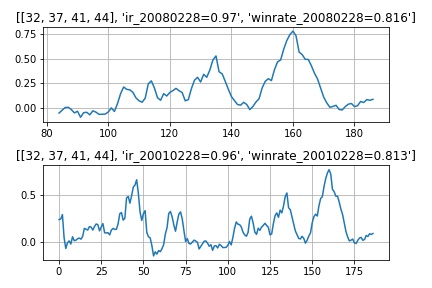 [[32, 37, 41, 44], 'ir_20080228=0.97', 'winrate_20080228=0.816']
0.75
0.50
0.25
0.00
80 100 120 140 160 180
[[32, 37, 41, 44], 'ir_20010228=0.96', 'winrate_20010228=0.813']
0.5
0.0
0 25 50 75 100 125 150 175